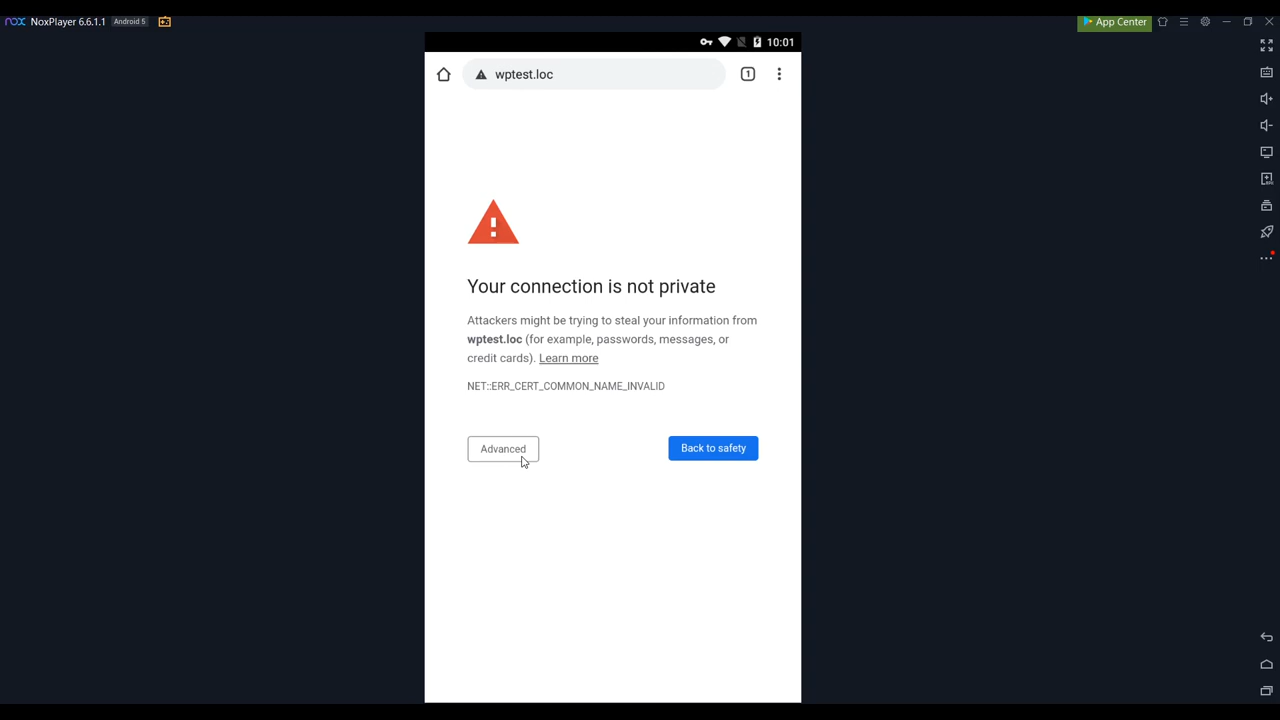 nox NoxPlayer 6.6.1.1 Android 5
App Center
10:01
wptest.loc
1
Your connection is not private
Attackers might be trying to steal your information from
wptest.loc (for example, passwords, messages, or
credit cards). Learn more
NET::ERR_CERT_COMMON_NAME_INVALID
Advanced
Back to safety